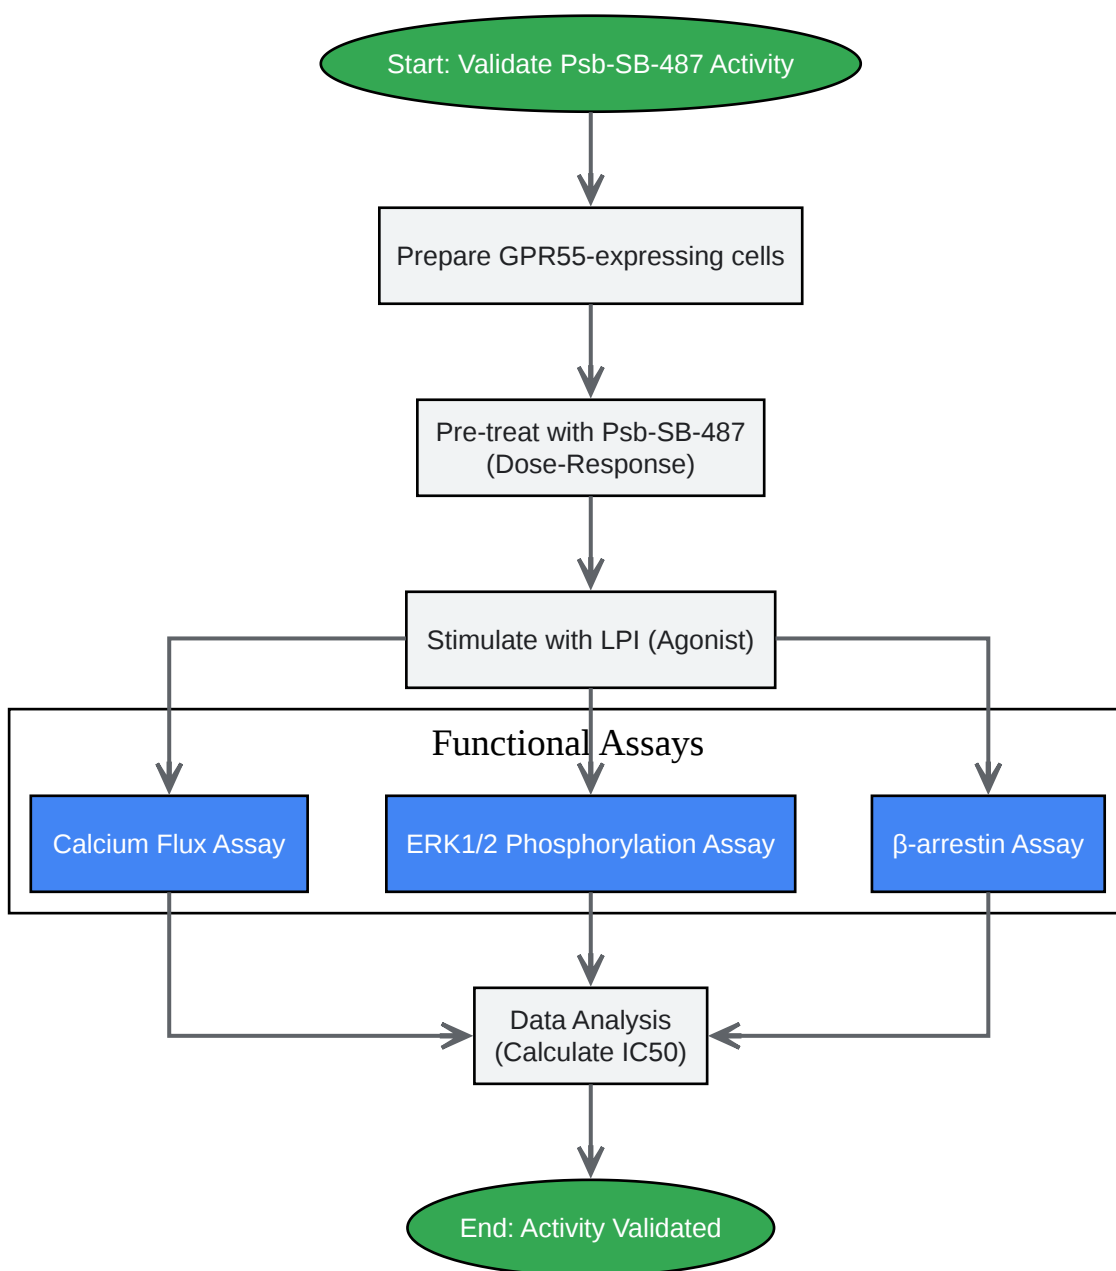 Start: Validate Psb-SB-487 Activity
Prepare GPR55-expressing cells
Pre-treat with Psb-SB-487
(Dose-Response)
Stimulate with LPI (Agonist)
Functional Assays
Calcium Flux Assay
ERK1/2 Phosphorylation Assay
β-arrestin Assay
Data Analysis
(Calculate IC50)
End: Activity Validated